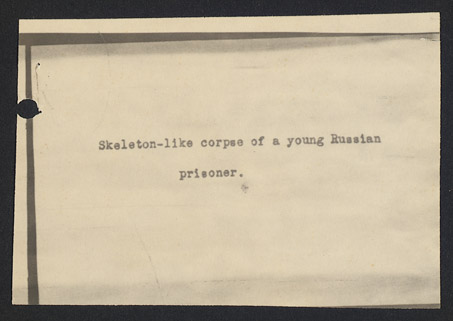 Skeleton-like corpse of a young Russian
prisoner.